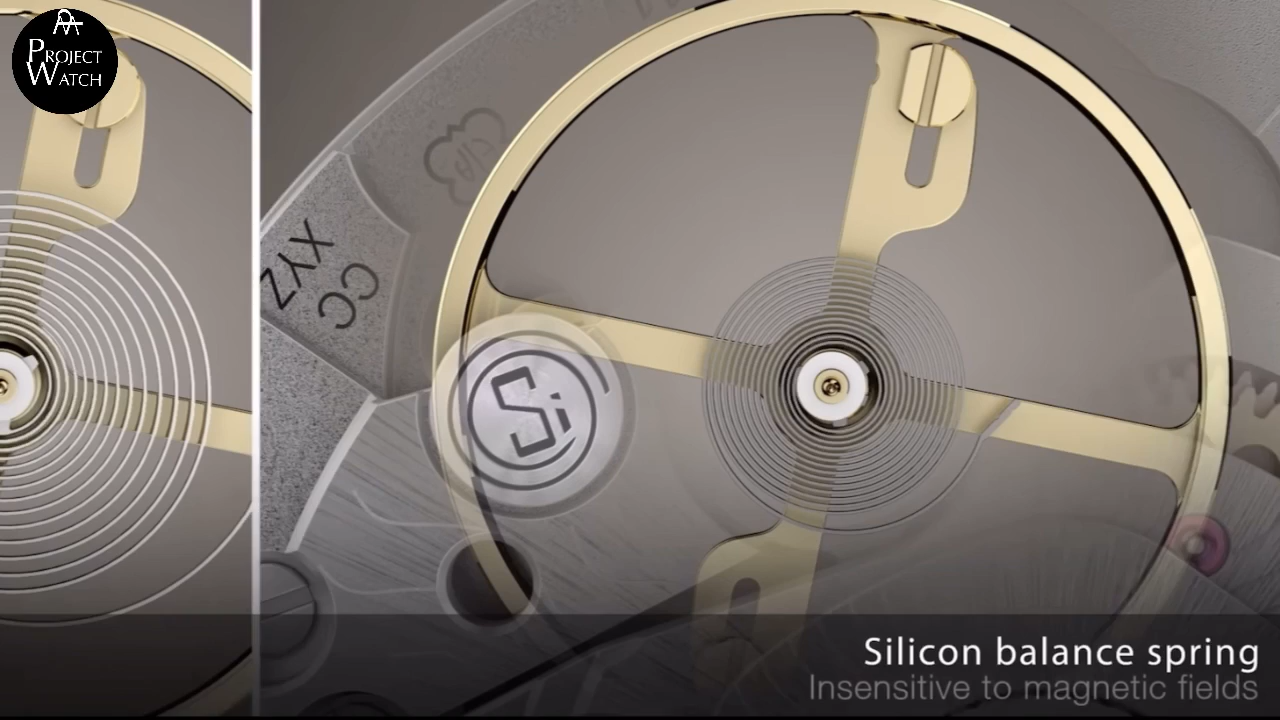 PROJECT
WATCH
XYZ
CC
Si
Silicon balance spring
Insensitive to magnetic fields